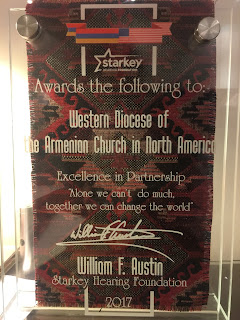 starkey
Awards the following to:
Western Diocese of
the Armenian Church in North America
Excellence in Partnership
"Alone we can't do much,
together we can change the world"
William F. Austin
Starkey Hearing Foundation
2017